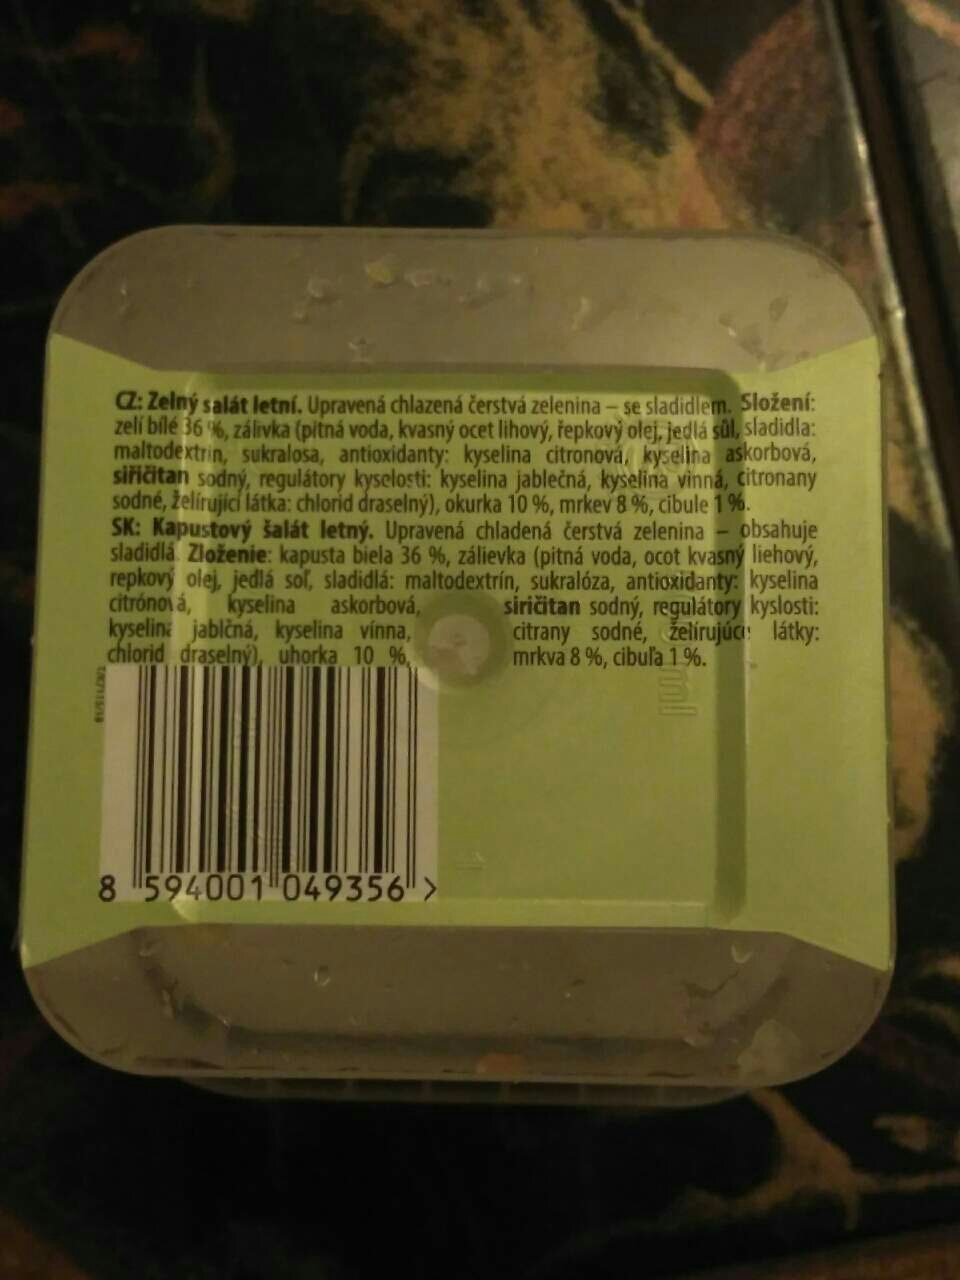 CZ: Zelný salát letní. Upravená chlazená čerstvá zelenina – se sladidlem. Složení:
zelí bílé 36 %, zálivka (pitná voda, kvasný ocet lihový, řepkový olej, jedlá sůl, sladidla:
maltodextrin, sukralosa, antioxidanty: kyselina citronová, kyselina askorbová,
siřičitan sodný, regulátory kyselosti: kyselina jablečná, kyselina vinná, citronany
sodné, želírující látka: chlorid draselný), okurka 10 %, mrkev 8 %, cibule 1 %.
SK: Kapustový šalát letný. Upravená chladená čerstvá zelenina – obsahuje
sladidlá. Zloženie: kapusta biela 36 %, zálievka (pitná voda, ocot kvasný liehový,
repkový olej, jedlá soľ, sladidlá: maltodextrín, sukralóza, antioxidanty: kyselina
citrónová, kyselina askorbová, siričitan sodný, regulátory kyslosti:
kyselina jablčná, kyselina vínna, citrany sodné, želírujúce látky:
chlorid draselný), uhorka 10 %, mrkva 8 %, cibuľa 1 %.
8 594001 049356 >